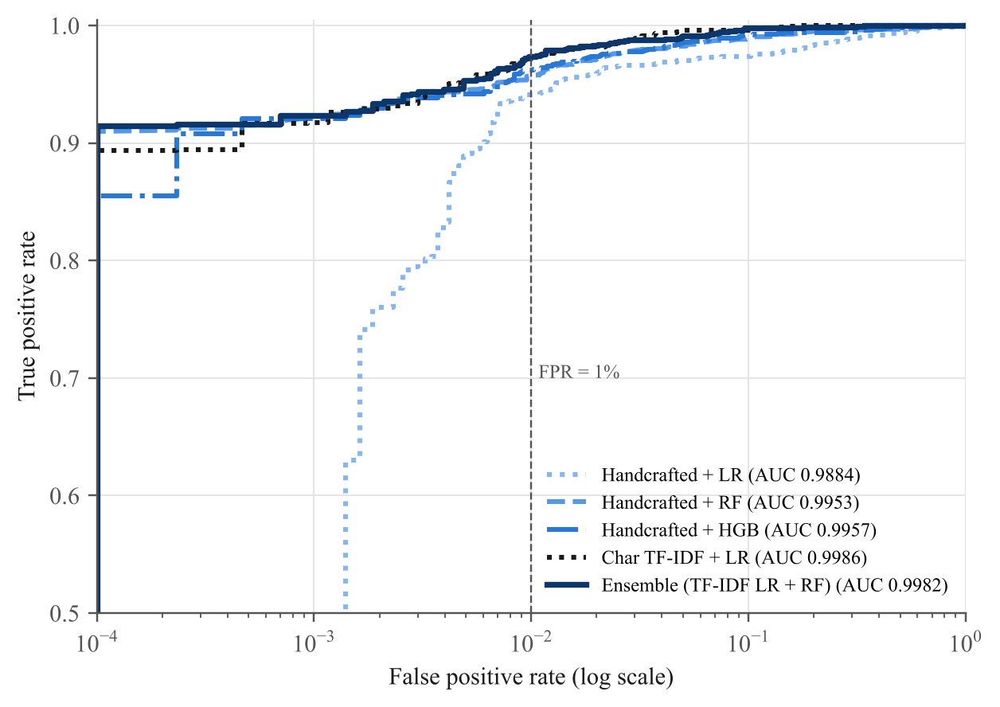 1.0
0.9
0.8
0.7
0.6
0.5
True positive rate
FPR = 1%
Handcrafted + LR (AUC 0.9884)
Handcrafted + RF (AUC 0.9953)
Handcrafted + HGB (AUC 0.9957)
Char TF-IDF + LR (AUC 0.9986)
Ensemble (TF-IDF LR + RF) (AUC 0.9982)
10⁻⁴ 10⁻³ 10⁻² 10⁻¹ 10⁰
False positive rate (log scale)